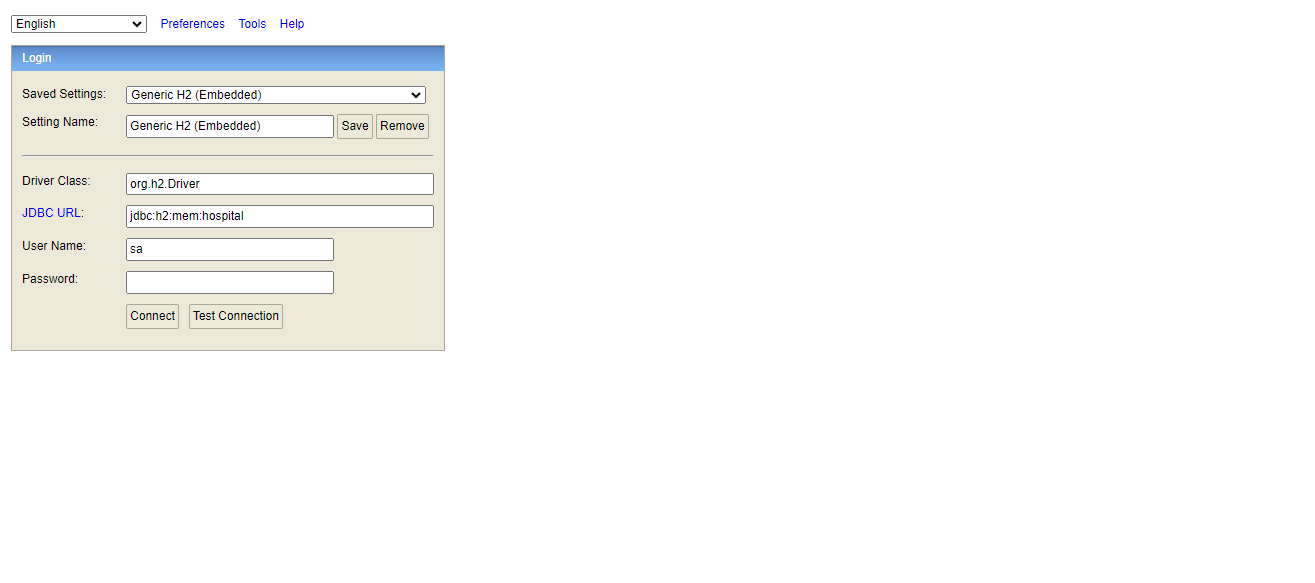 English Preferences Tools Help
Login
Saved Settings: Generic H2 (Embedded)
Setting Name: Generic H2 (Embedded) Save Remove
Driver Class: org.h2.Driver
JDBC URL: jdbc:h2:mem:hospital
User Name: sa
Password:
Connect Test Connection